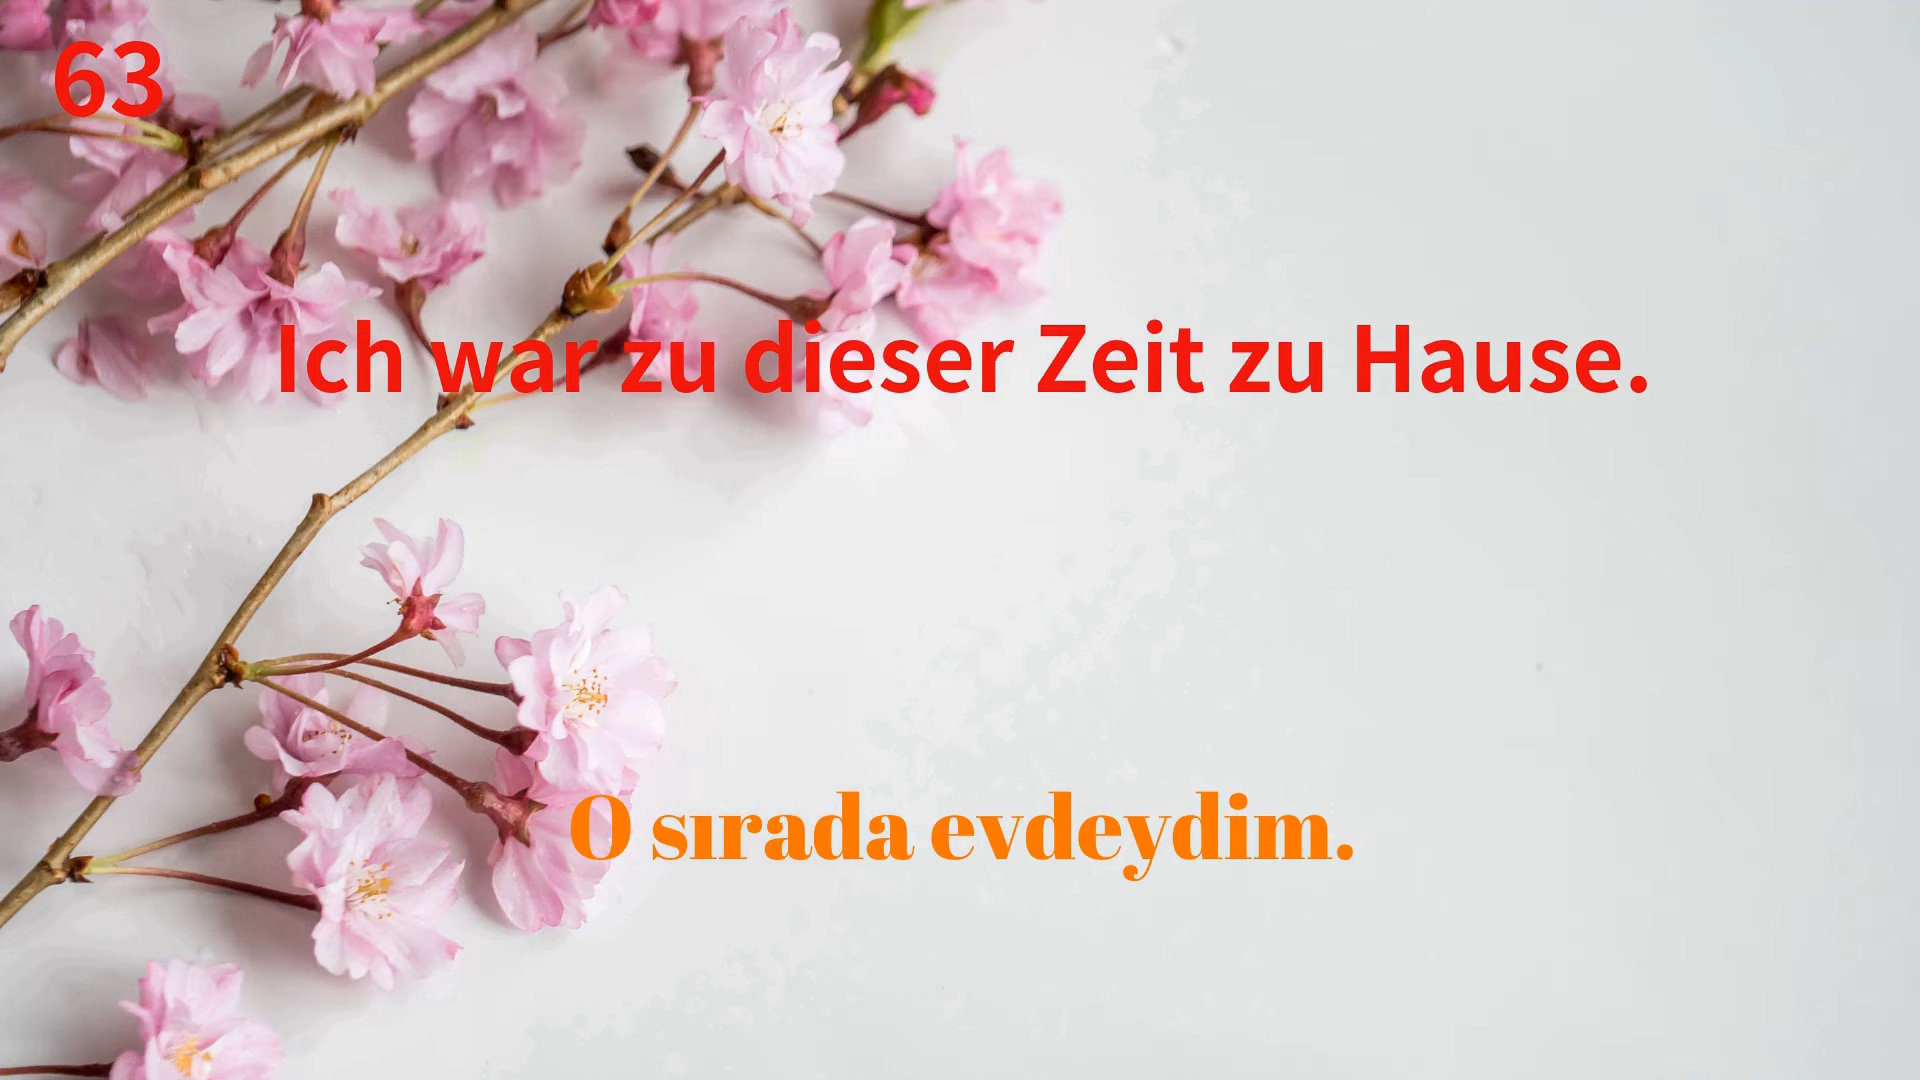 63
Ich war zu dieser Zeit zu Hause.
O sırada evdeydim.